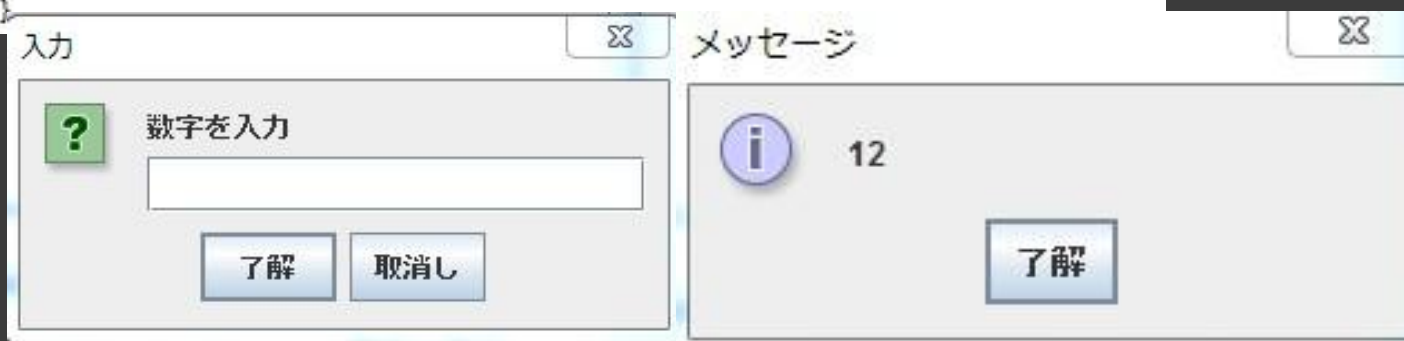 入力
数字を入力
了解 取消し
メッセージ
12
了解